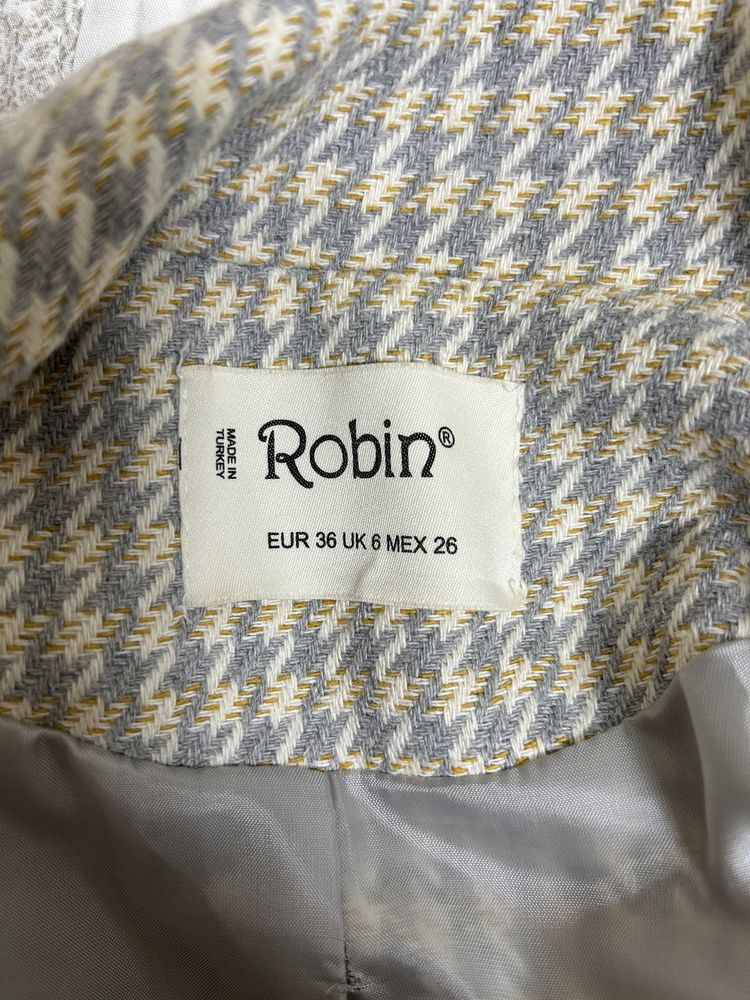 MADE IN
TURKEY
Robin®
EUR 36 UK 6 MEX 26